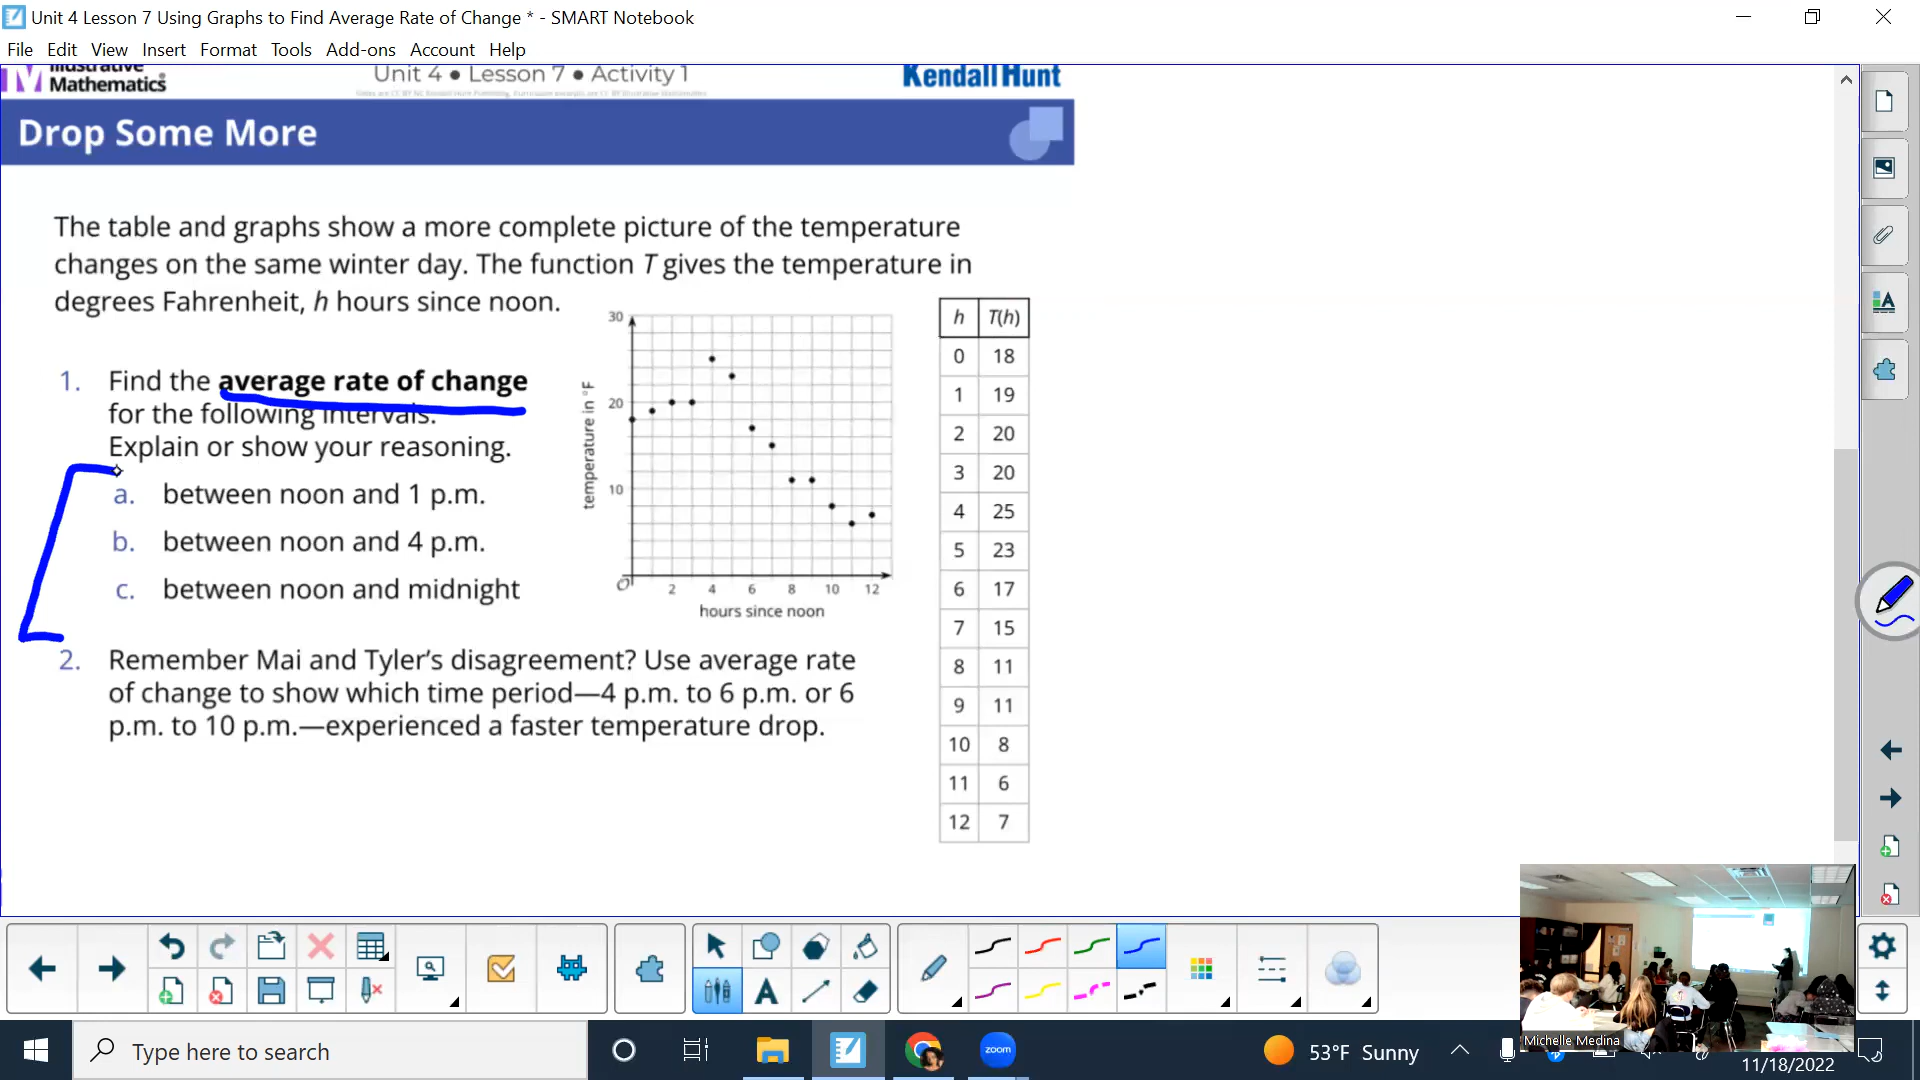 Unit 4 Lesson 7 Using Graphs to Find Average Rate of Change * - SMART Notebook
File Edit View Insert Format Tools Add-ons Account Help
Illustrative
Mathematics
Unit 4 • Lesson 7 • Activity 1
Kendall Hunt
Drop Some More
The table and graphs show a more complete picture of the temperature
changes on the same winter day. The function T gives the temperature in
degrees Fahrenheit, h hours since noon.
1. Find the average rate of change
for the following intervals.
Explain or show your reasoning.
a. between noon and 1 p.m.
b. between noon and 4 p.m.
c. between noon and midnight
30
20
10
temperature in °F
O
2 4 6 8 10 12
hours since noon
h T(h)
0 18
1 19
2 20
3 20
4 25
5 23
6 17
7 15
8 11
9 11
10 8
11 6
12 7
2. Remember Mai and Tyler's disagreement? Use average rate
of change to show which time period—4 p.m. to 6 p.m. or 6
p.m. to 10 p.m.—experienced a faster temperature drop.
A
A
Michelle Medina
Type here to search
zoom
53°F Sunny
11/18/2022